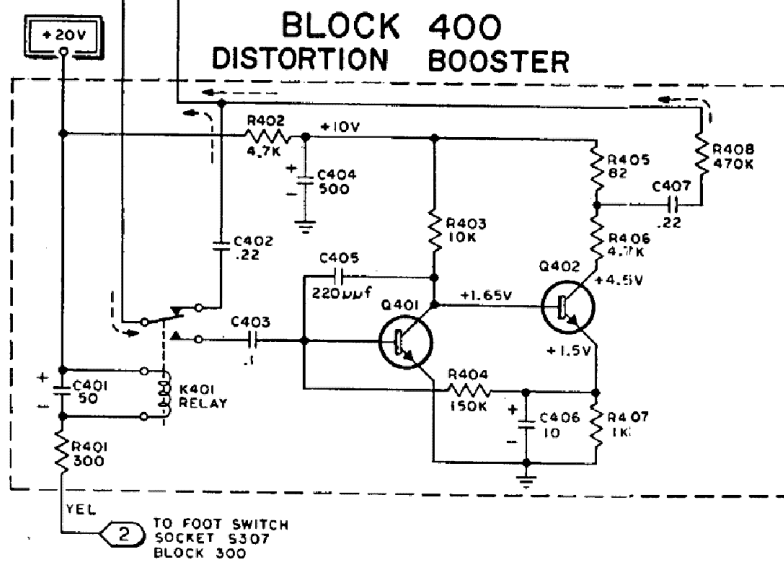 BLOCK 400
DISTORTION BOOSTER
+20V
R402
4.7K
+10V
C404
500
+
-
R405
82
R408
470K
C407
.22
R403
10K
R406
4.7K
C402
.22
C405
220μμf
Q401
+1.65V
Q402
+4.5V
C403
.1
+1.5V
K401
RELAY
+
C401
50
-
R404
150K
+
C406
10
-
R407
1K
R401
300
YEL
2
TO FOOT SWITCH
SOCKET S307
BLOCK 300